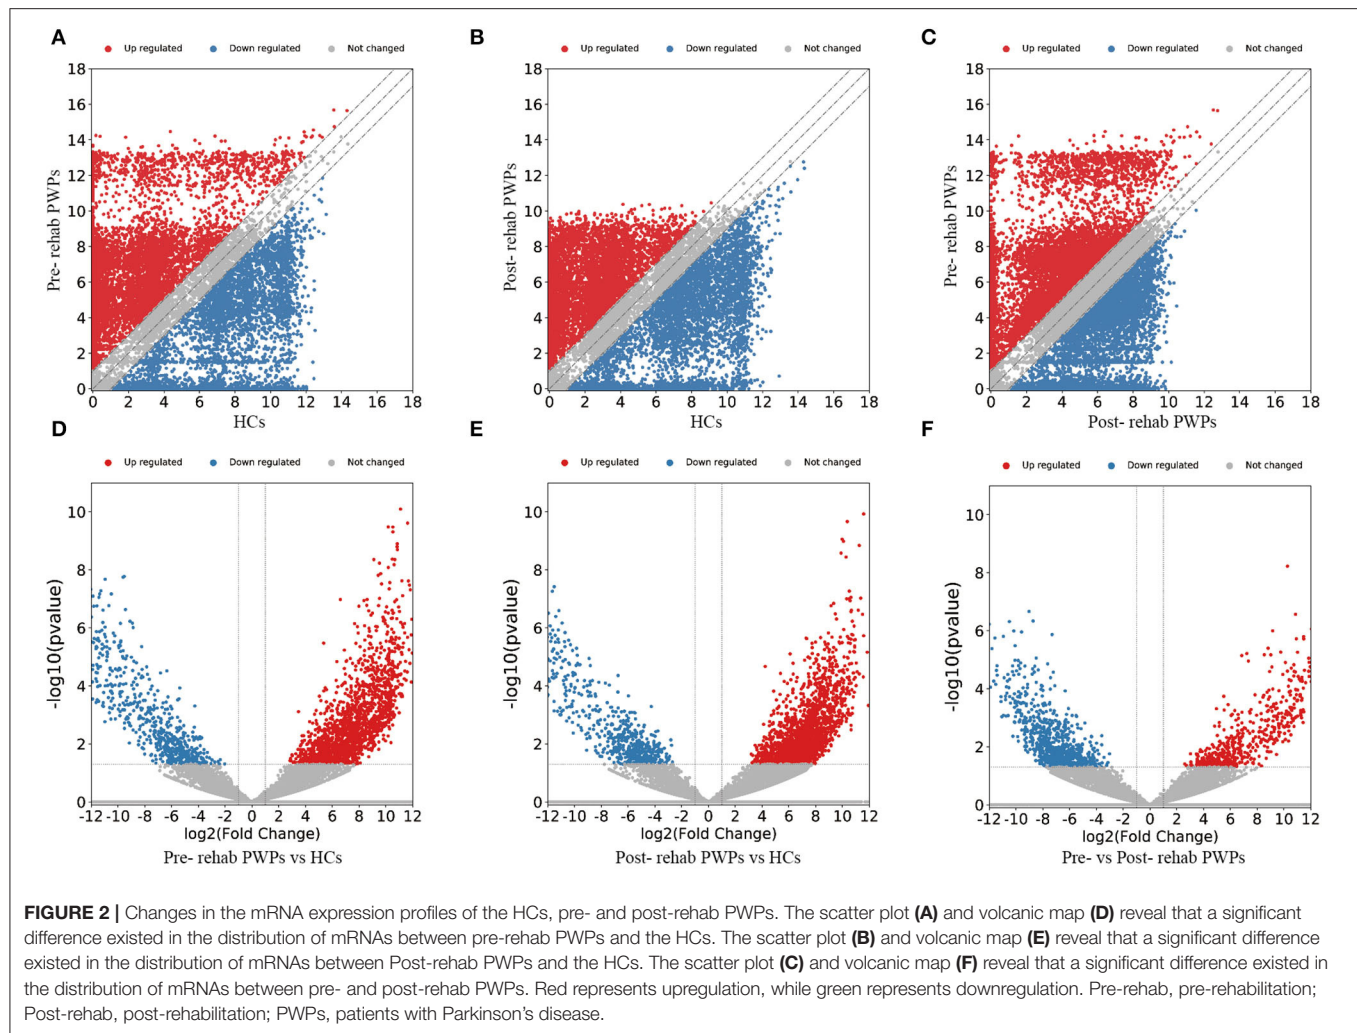 A
Up regulated Down regulated Not changed
18
16
14
12
10
8
6
4
2
0
Pre- rehab PWPs
0 2 4 6 8 10 12 14 16 18
HCs
B
Up regulated Down regulated Not changed
18
16
14
12
10
8
6
4
2
0
Post- rehab PWPs
0 2 4 6 8 10 12 14 16 18
HCs
C
Up regulated Down regulated Not changed
18
16
14
12
10
8
6
4
2
0
Pre- rehab PWPs
0 2 4 6 8 10 12 14 16 18
Post- rehab PWPs
D
Up regulated Down regulated Not changed
10
8
6
4
2
0
-log10(pvalue)
-12 -10 -8 -6 -4 -2 0 2 4 6 8 10 12
log2(Fold Change)
Pre- rehab PWPs vs HCs
E
Up regulated Down regulated Not changed
10
8
6
4
2
0
-log10(pvalue)
-12 -10 -8 -6 -4 -2 0 2 4 6 8 10 12
log2(Fold Change)
Post- rehab PWPs vs HCs
F
Up regulated Down regulated Not changed
10
8
6
4
2
0
-log10(pvalue)
-12 -10 -8 -6 -4 -2 0 2 4 6 8 10 12
log2(Fold Change)
Pre- vs Post- rehab PWPs
FIGURE 2 | Changes in the mRNA expression profiles of the HCs, pre- and post-rehab PWPs. The scatter plot (A) and volcanic map (D) reveal that a significant
difference existed in the distribution of mRNAs between pre-rehab PWPs and the HCs. The scatter plot (B) and volcanic map (E) reveal that a significant difference
existed in the distribution of mRNAs between Post-rehab PWPs and the HCs. The scatter plot (C) and volcanic map (F) reveal that a significant difference existed in
the distribution of mRNAs between pre- and post-rehab PWPs. Red represents upregulation, while green represents downregulation. Pre-rehab, pre-rehabilitation;
Post-rehab, post-rehabilitation; PWPs, patients with Parkinson's disease.